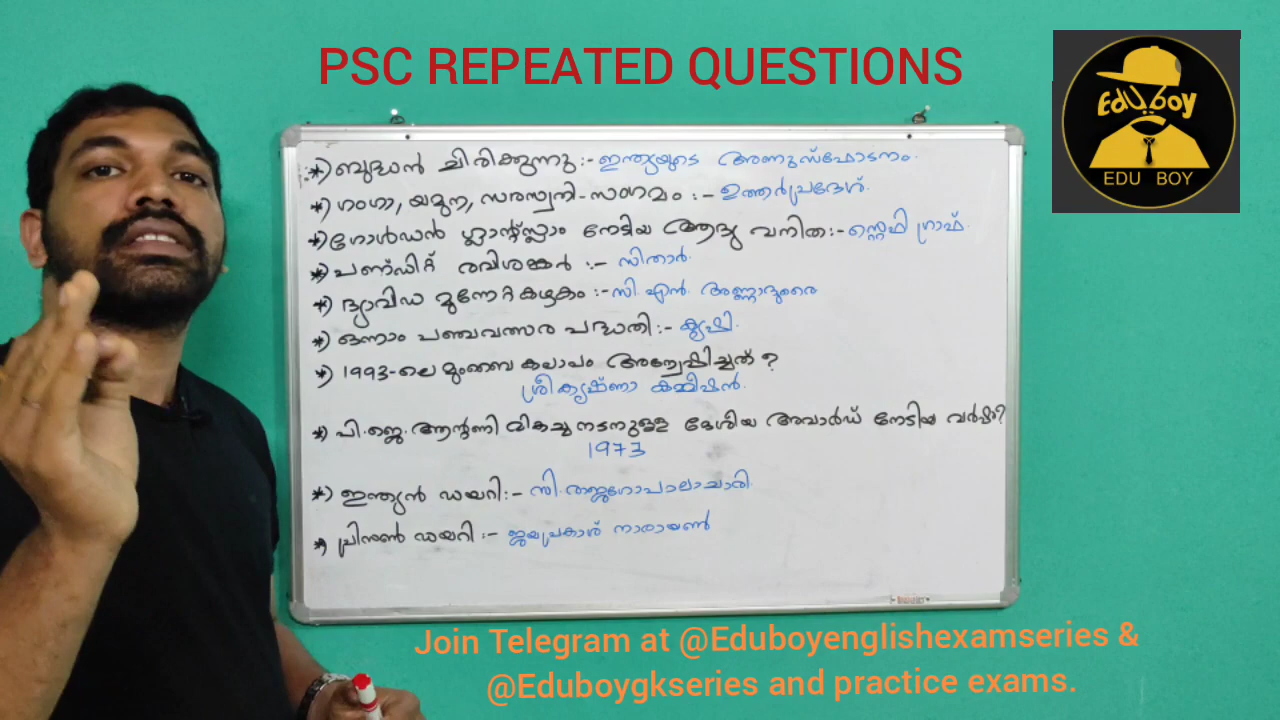 PSC REPEATED QUESTIONS
Edu boy
EDU BOY
*) ബുദ്ധൻ ചിരിക്കുന്നു:- ഇന്ത്യയുടെ അണുസ്ഫോടനം.
*) ഗംഗാ, യമുന, സരസ്വതി-സംഗമം:- ഉത്തർപ്രദേശ്.
*) ഗോൾഡൻ ഗ്ലാന്റ്സ്ലാം നേടിയ ആദ്യ വനിത:- സ്റ്റെഫി ഗ്രാഫ്.
*) പണ്ഡിറ്റ് രവിശങ്കർ:- സിതാർ.
*) ദ്രാവിഡ മുന്നേറ്റകഴകം:- സി.എൻ. അണ്ണാദുരൈ
*) ഒന്നാം പഞ്ചവത്സര പദ്ധതി:- കൃഷി.
*) 1993-ലെ മുംബൈ കലാപം അന്വേഷിച്ചത്?
ശ്രീകൃഷ്ണാ കമ്മീഷൻ.
*) പി.ജെ.ആന്റണി മികച്ച നടനുള്ള ദേശീയ അവാർഡ് നേടിയ വർഷം?
1973
*) ഇന്ത്യൻ ഡയറി:- സി.രാജഗോപാലാചാരി.
*) പ്രിസൺ ഡയറി:- ജയപ്രകാശ് നാരായൺ
Join Telegram at @Eduboyenglishexamseries &
@Eduboygkseries and practice exams.